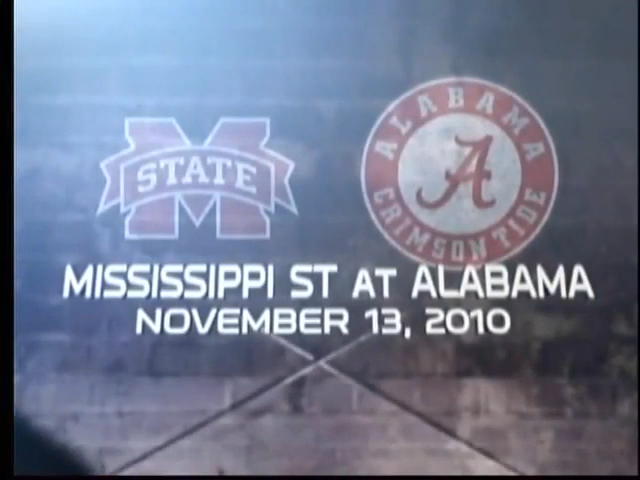 STATE
ALABAMA
CRIMSON TIDE
A
MISSISSIPPI ST AT ALABAMA
NOVEMBER 13, 2010